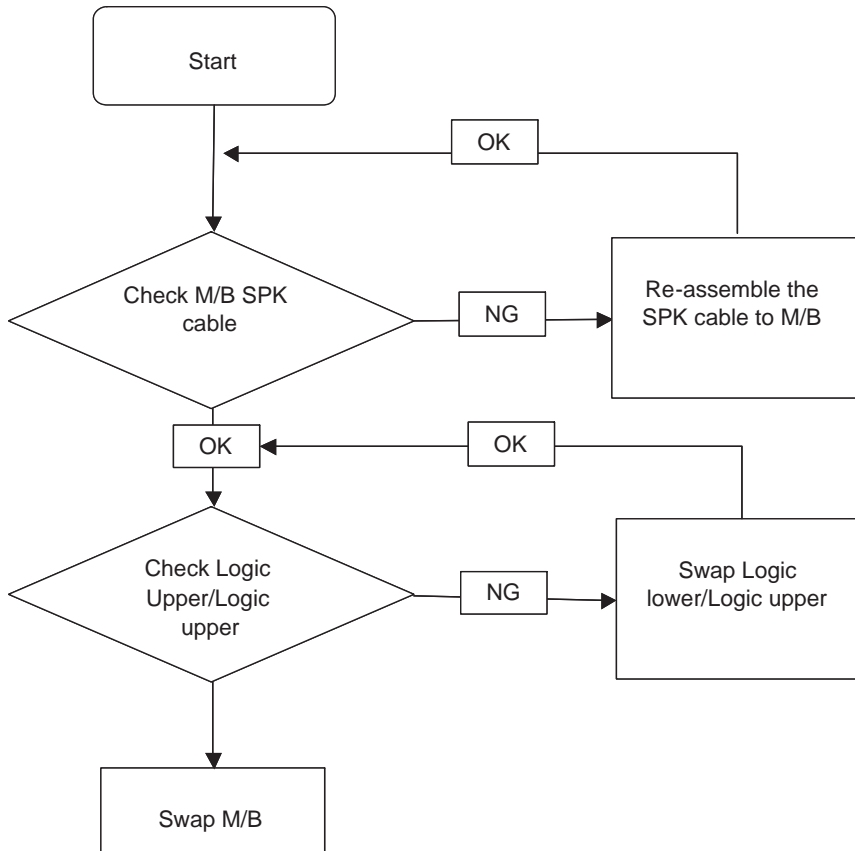 Start
OK
Check M/B SPK
cable
NG
Re-assemble the
SPK cable to M/B
OK
OK
Check Logic
Upper/Logic
upper
NG
Swap Logic
lower/Logic upper
Swap M/B